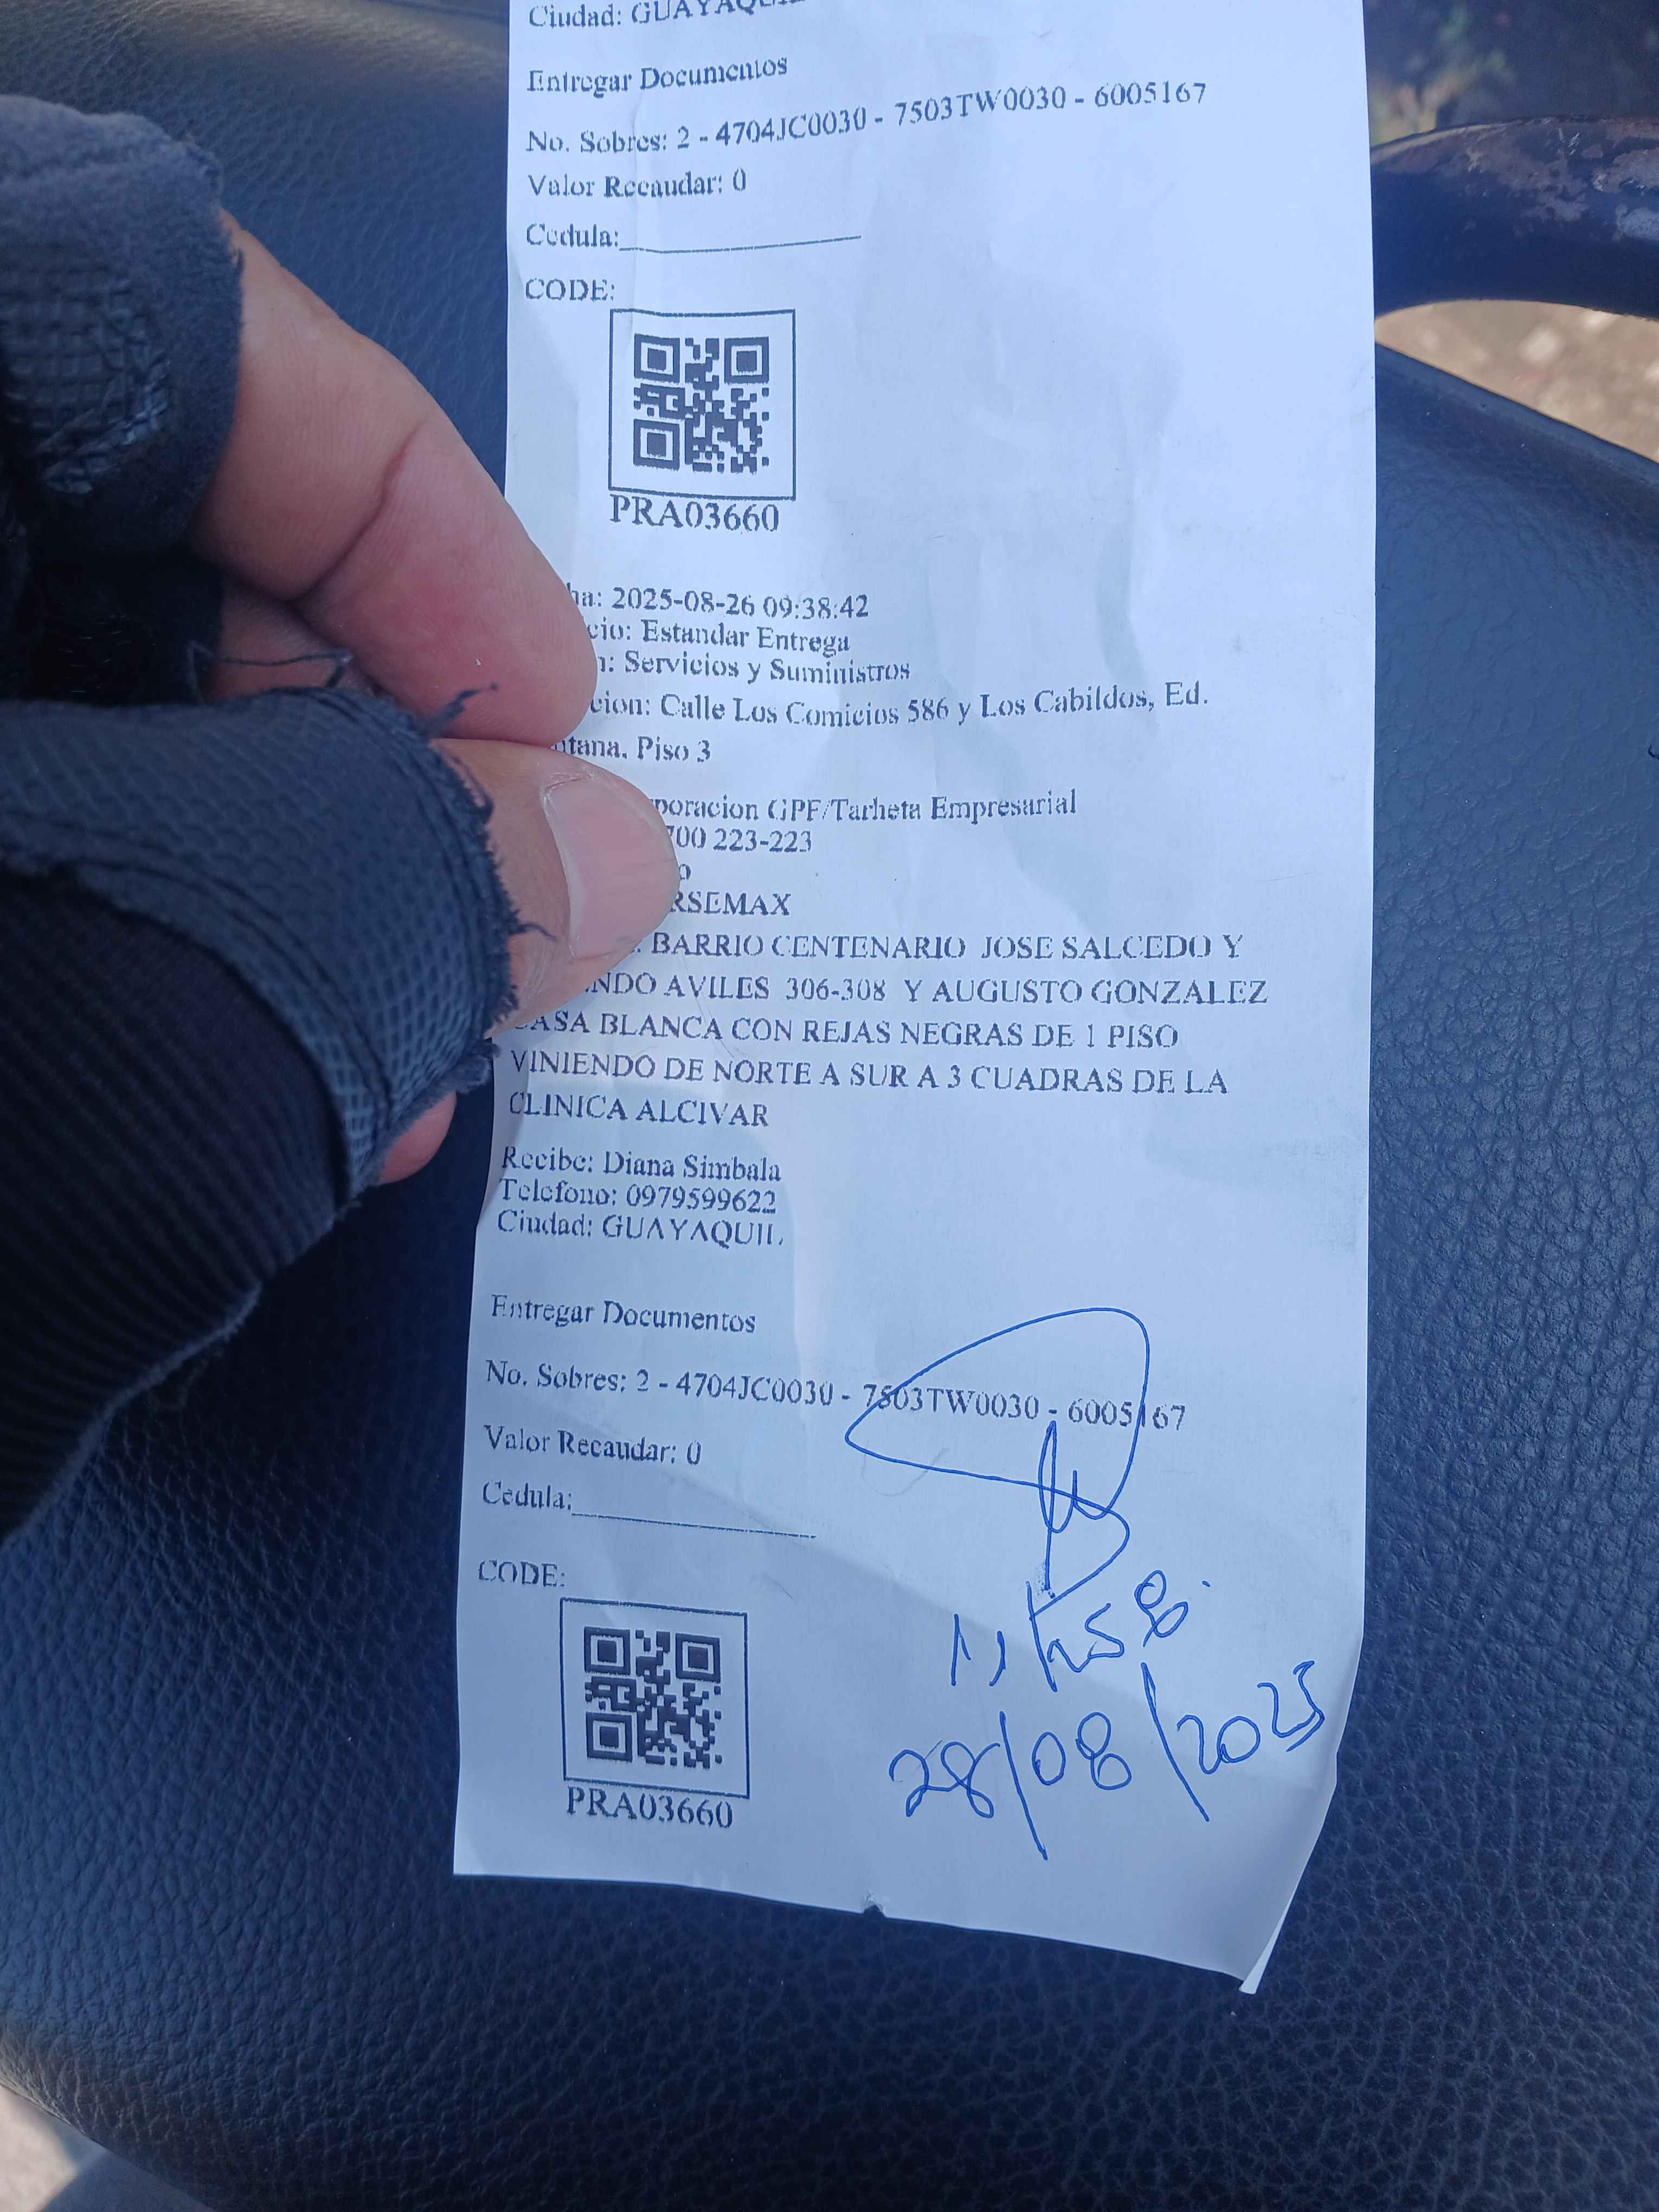 Ciudad: GUAYAQUIL
Entregar Documentos
No. Sobres: 2 - 4704JC0030 - 7503TW0030 - 6005167
Valor Recaudar: 0
Cedula:
CODE:
PRA03660
ha: 2025-08-26 09:38:42
cio: Estandar Entrega
n: Servicios y Suministros
cion: Calle Los Comicios 586 y Los Cabildos, Ed.
ntana. Piso 3
poracion GPF/Tarheta Empresarial
700 223-223
o
RSEMAX
BARRIO CENTENARIO JOSE SALCEDO Y
NDO AVILES 306-308 Y AUGUSTO GONZALEZ
CASA BLANCA CON REJAS NEGRAS DE 1 PISO
VINIENDO DE NORTE A SUR A 3 CUADRAS DE LA
CLINICA ALCIVAR
Recibe: Diana Simbala
Telefono: 0979599622
Ciudad: GUAYAQUIL
Entregar Documentos
No. Sobres: 2 - 4704JC0030 - 7503TW0030 - 6005167
Valor Recaudar: 0
Cedula:
CODE:
PRA03660
28/08/2025